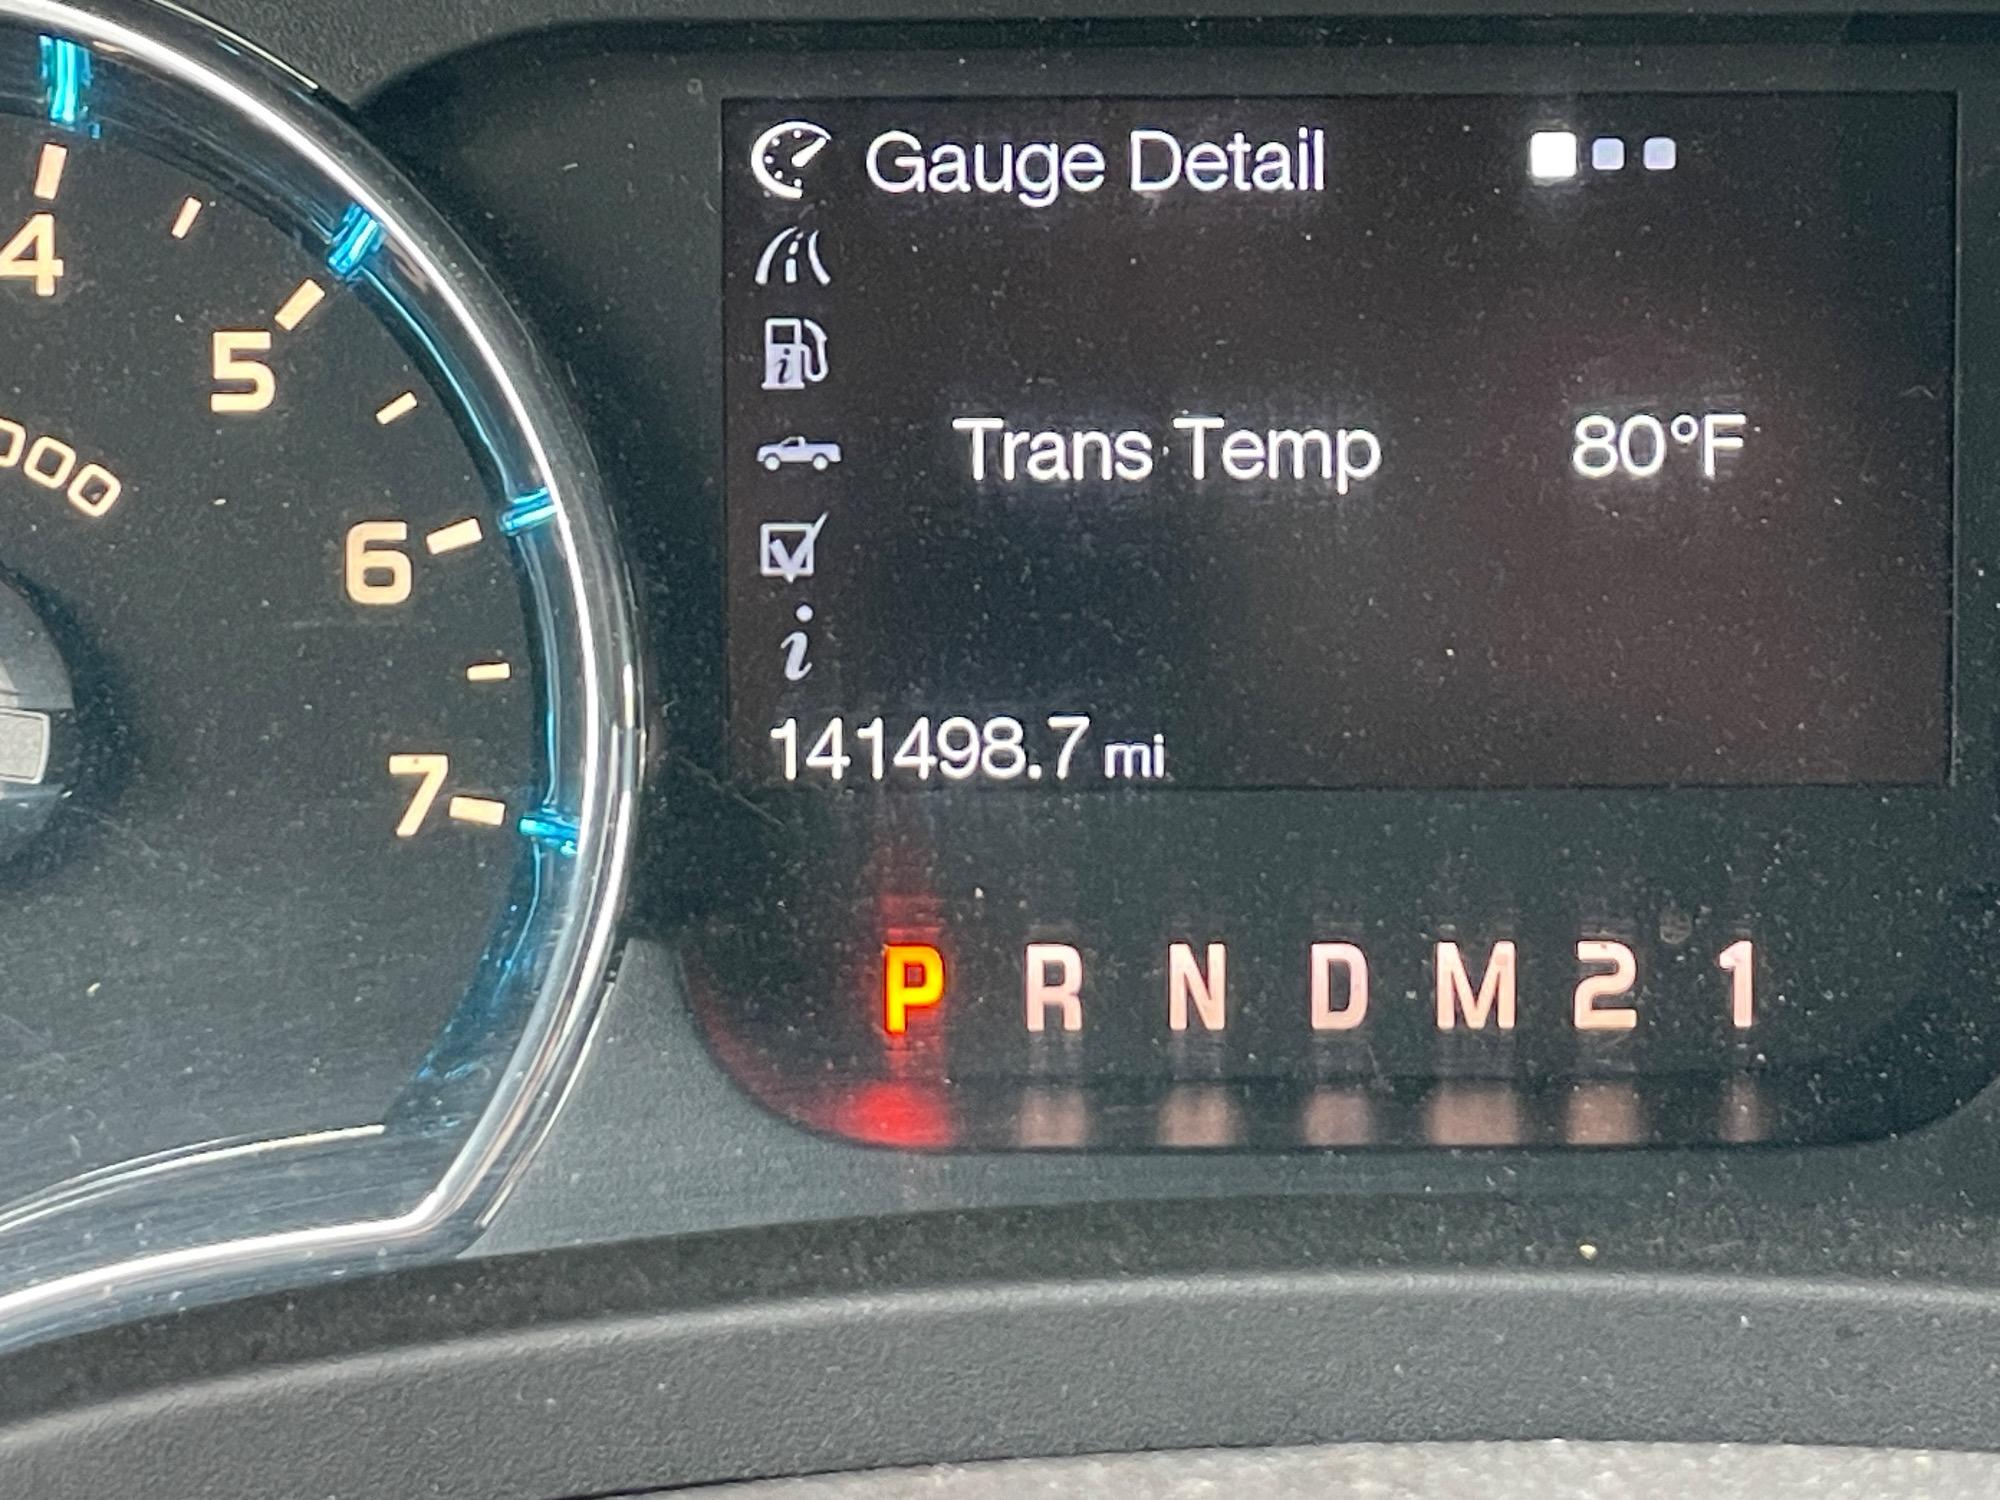 Gauge Detail
Trans Temp 80°F
141498.7 mi
P R N D M 2 1
4
5
6
7